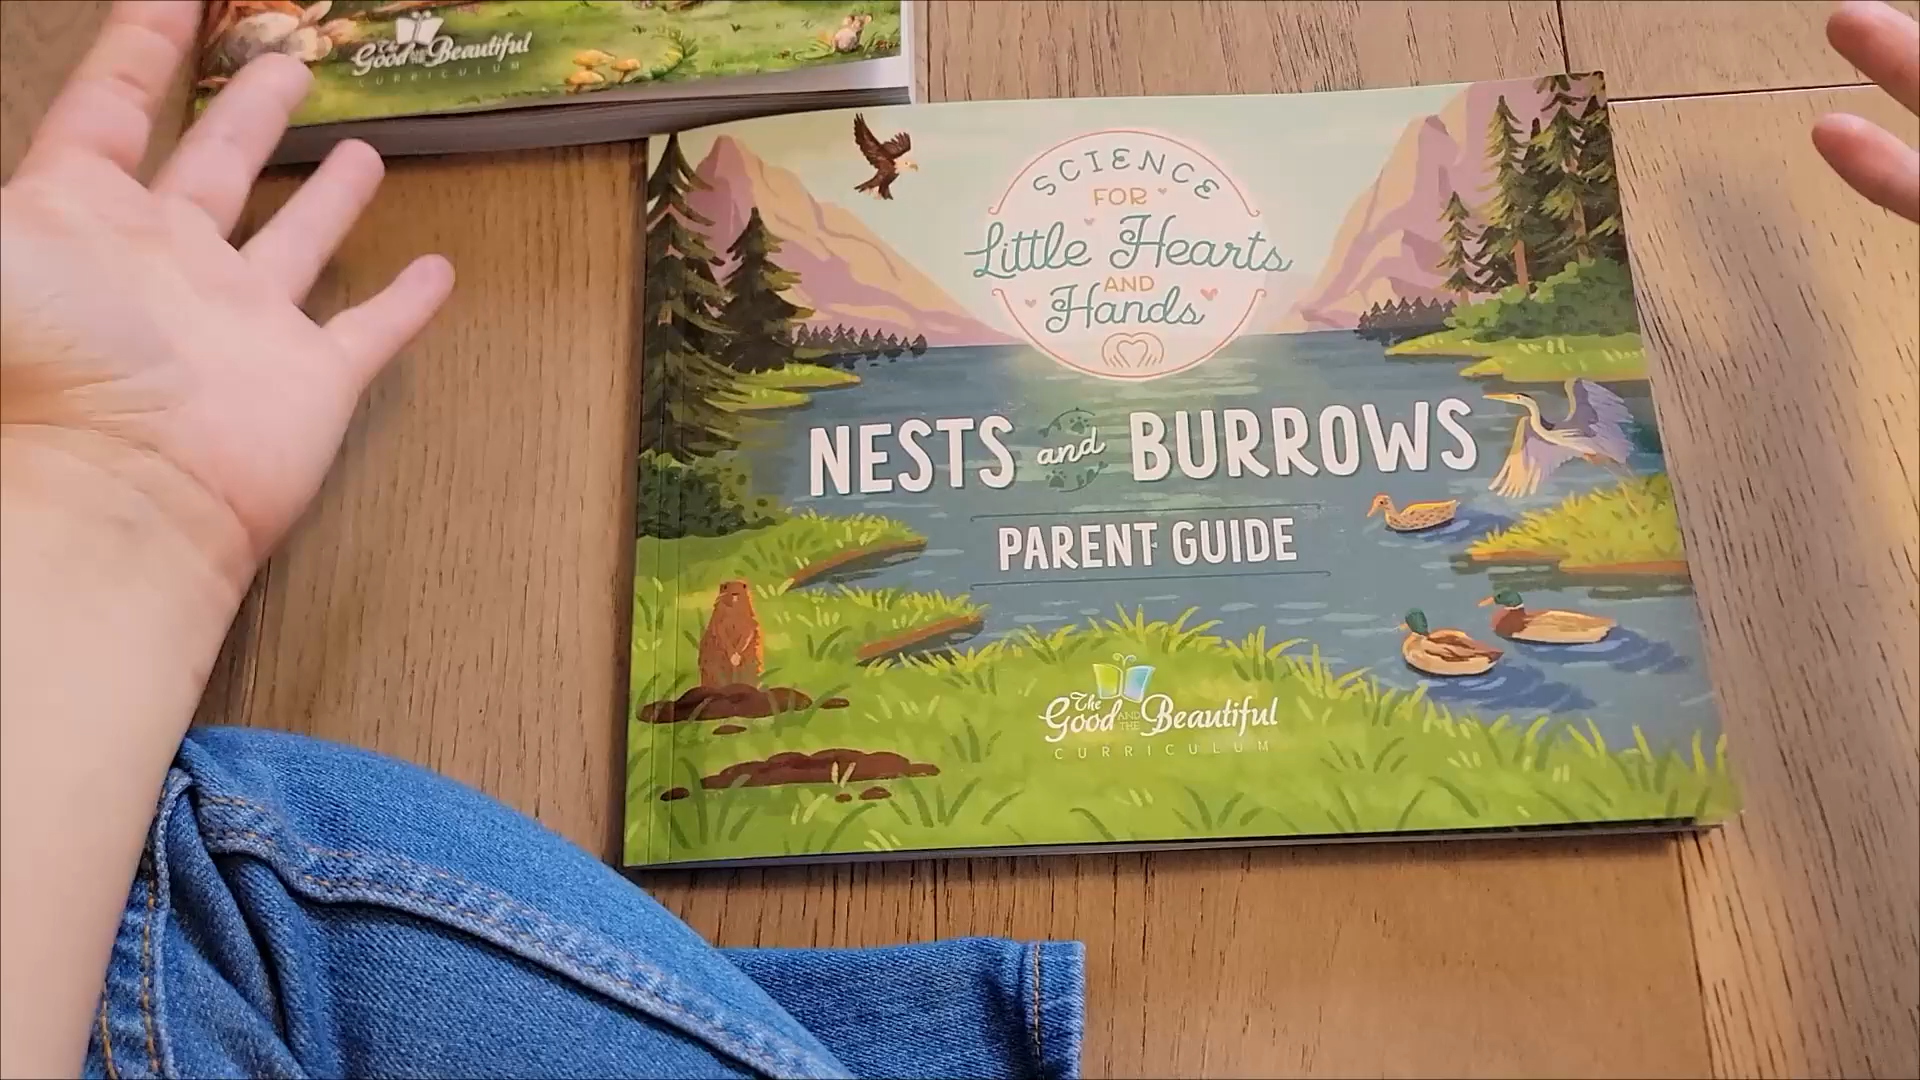 The Good AND THE Beautiful
CURRICULUM
SCIENCE
FOR
Little Hearts
AND
Hands
NESTS and BURROWS
PARENT GUIDE
The Good AND THE Beautiful
CURRICULUM